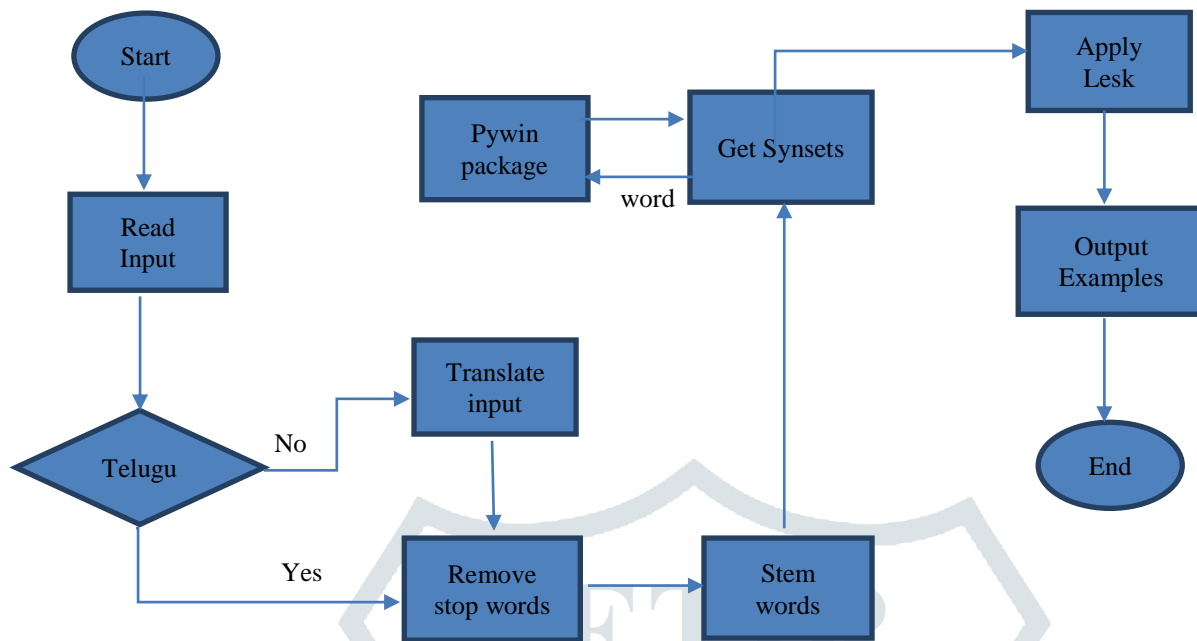 Start
Read
Input
Telugu
No
Yes
Translate
input
Remove
stop words
Stem
words
Get Synsets
word
Pywin
package
Apply
Lesk
Output
Examples
End